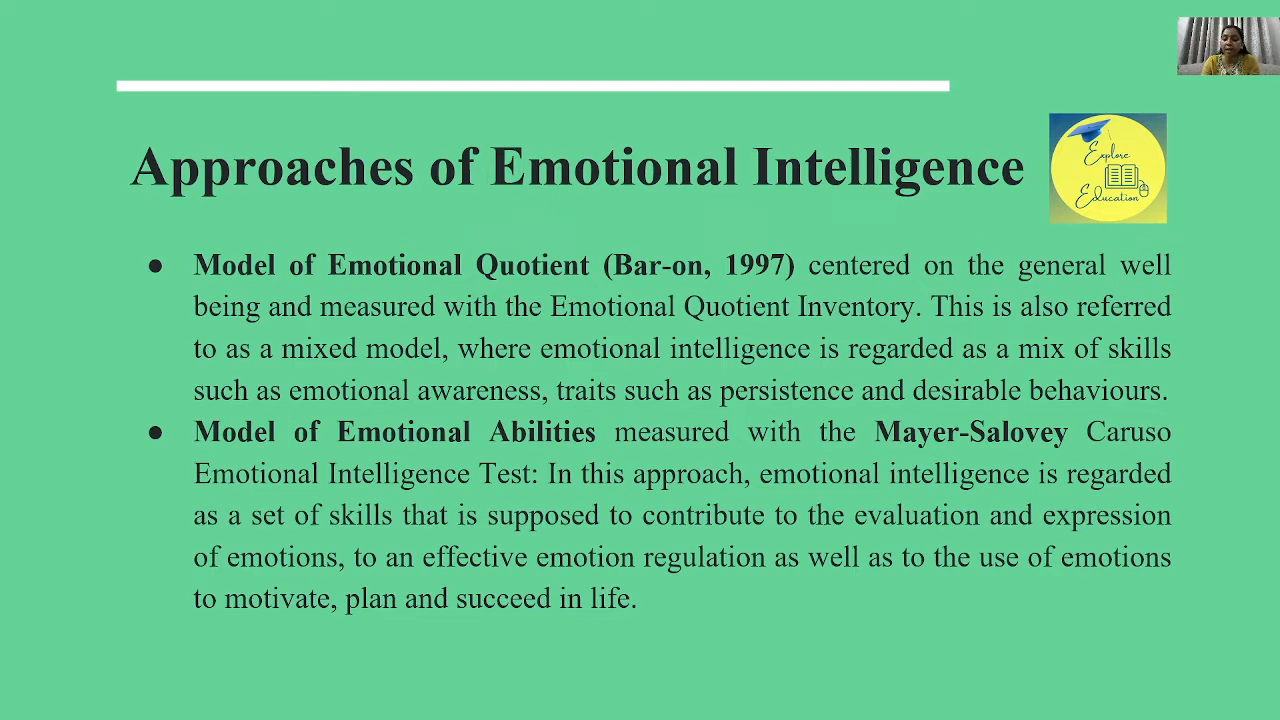 Approaches of Emotional Intelligence
Explore
Education
● Model of Emotional Quotient (Bar-on, 1997) centered on the general well
being and measured with the Emotional Quotient Inventory. This is also referred
to as a mixed model, where emotional intelligence is regarded as a mix of skills
such as emotional awareness, traits such as persistence and desirable behaviours.
● Model of Emotional Abilities measured with the Mayer-Salovey Caruso
Emotional Intelligence Test: In this approach, emotional intelligence is regarded
as a set of skills that is supposed to contribute to the evaluation and expression
of emotions, to an effective emotion regulation as well as to the use of emotions
to motivate, plan and succeed in life.